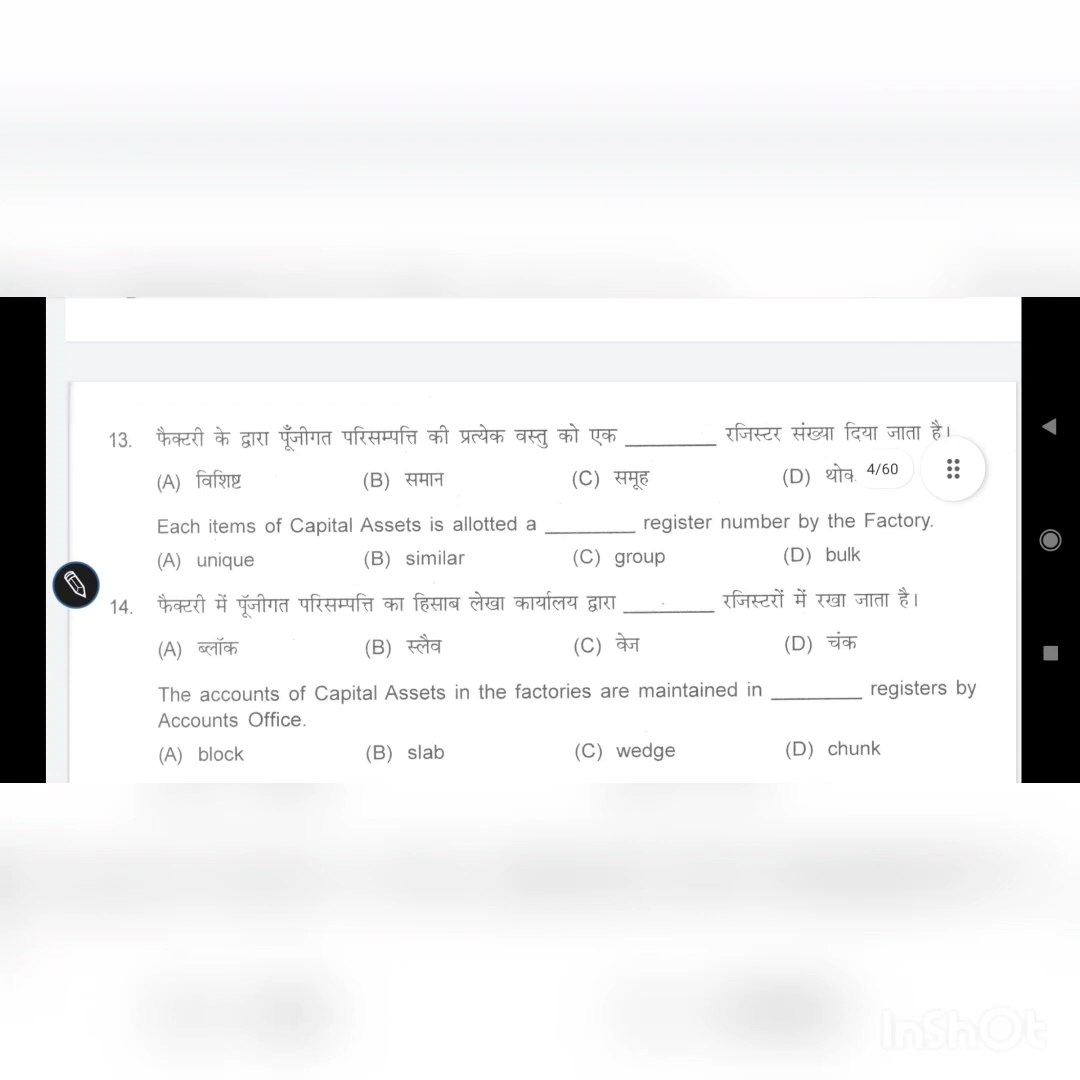 13. फैक्टरी के द्वारा पूँजीगत परिसम्पत्ति की प्रत्येक वस्तु को एक ________ रजिस्टर संख्या दिया जाता है।
(A) विशिष्ट (B) समान (C) समूह (D) 4/60
Each items of Capital Assets is allotted a ________ register number by the Factory.
(A) unique (B) similar (C) group (D) bulk
14. फैक्टरी में पूँजीगत परिसम्पत्ति का हिसाब लेखा कार्यालय द्वारा ________ रजिस्टरों में रखा जाता है।
(A) ब्लॉक (B) स्लैव (C) वेज (D) चंक
The accounts of Capital Assets in the factories are maintained in ________ registers by
Accounts Office.
(A) block (B) slab (C) wedge (D) chunk
InShOt